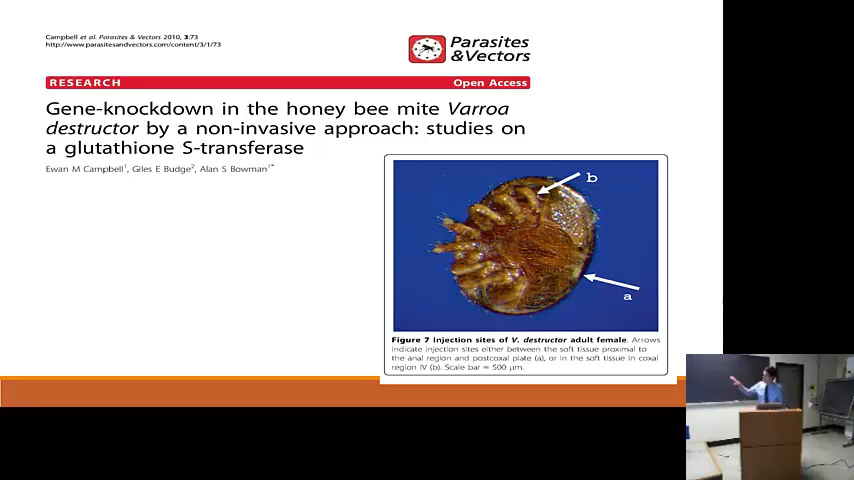 Campbell et al. Parasites & Vectors 2010, 3:73
http://www.parasitesandvectors.com/content/3/1/73
Parasites
&Vectors
RESEARCH
Open Access
Gene-knockdown in the honey bee mite Varroa
destructor by a non-invasive approach: studies on
a glutathione S-transferase
Ewan M Campbell1, Giles E Budge2, Alan S Bowman1*
b
a
Figure 7 Injection sites of V. destructor adult female. Arrows
indicate injection sites either between the soft tissue proximal to
the anal region and postcoxal plate (a), or in the soft tissue in coxal
region IV (b). Scale bar = 500 μm.